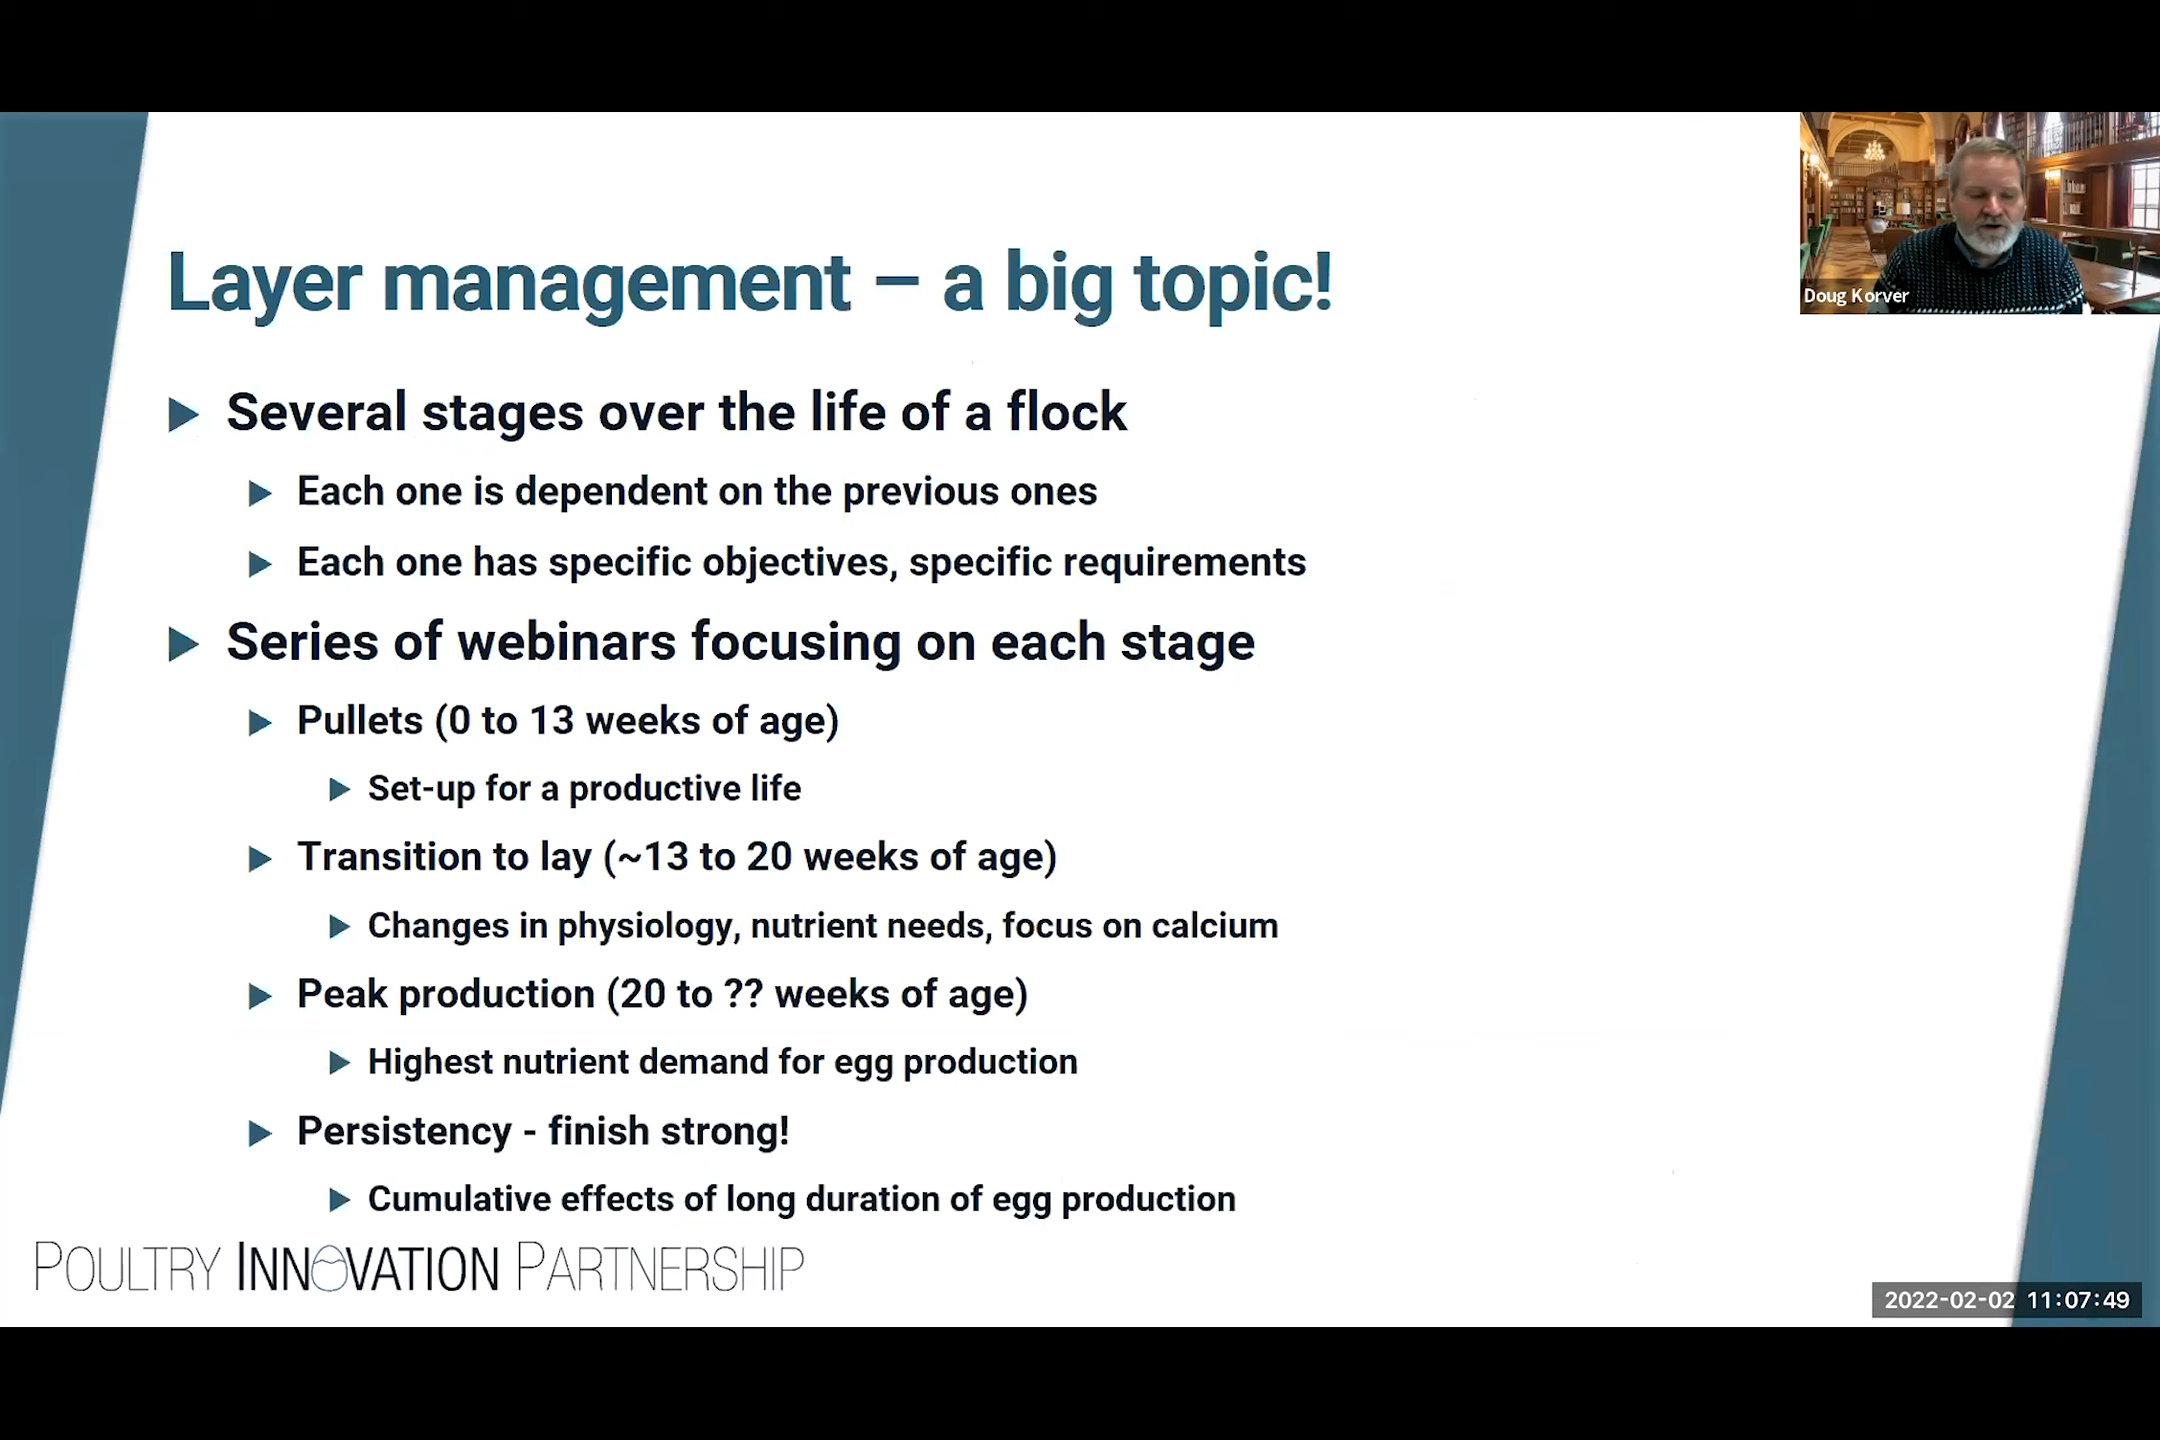 Layer management – a big topic!
Doug Korver
Several stages over the life of a flock
Each one is dependent on the previous ones
Each one has specific objectives, specific requirements
Series of webinars focusing on each stage
Pullets (0 to 13 weeks of age)
Set-up for a productive life
Transition to lay (~13 to 20 weeks of age)
Changes in physiology, nutrient needs, focus on calcium
Peak production (20 to ?? weeks of age)
Highest nutrient demand for egg production
Persistency - finish strong!
Cumulative effects of long duration of egg production
POULTRY INNOVATION PARTNERSHIP
2022-02-02 11:07:49